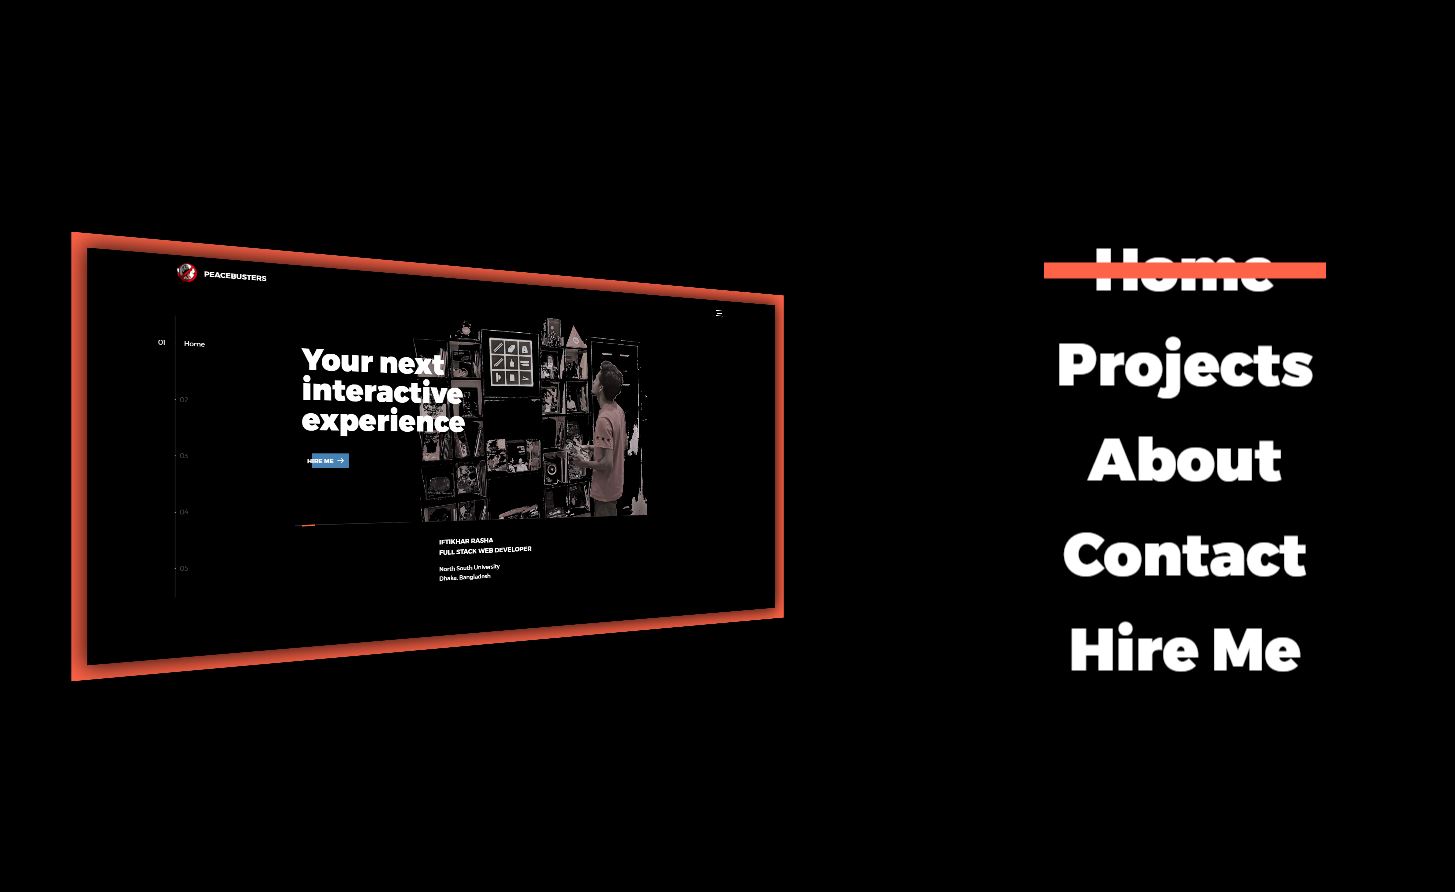 PEACEBUSTERS
01 Home
02
03
04
05
Your next
interactive
experience
HIRE ME →
IFTIKHAR RASHA
FULL STACK WEB DEVELOPER
North South University
Dhaka, Bangladesh
Home
Projects
About
Contact
Hire Me